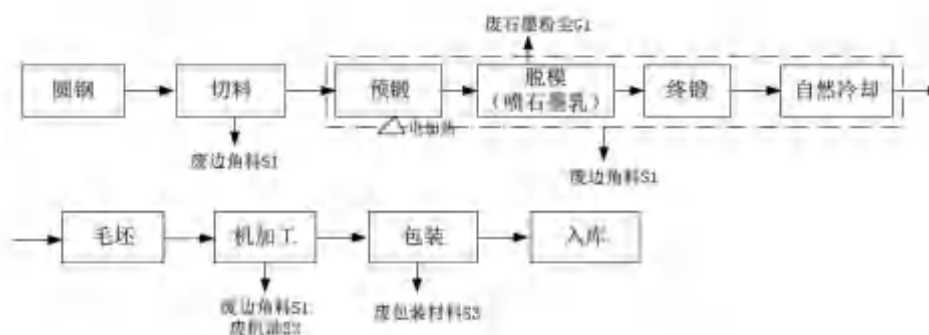 废石墨粉尘G1
圆钢
切料
预锻
脱模
（喷石墨乳）
终锻
自然冷却
电加热
废边角料S1
废边角料S1
毛坯
机加工
包装
入库
废边角料S1
废机油S2
废包装材料S3